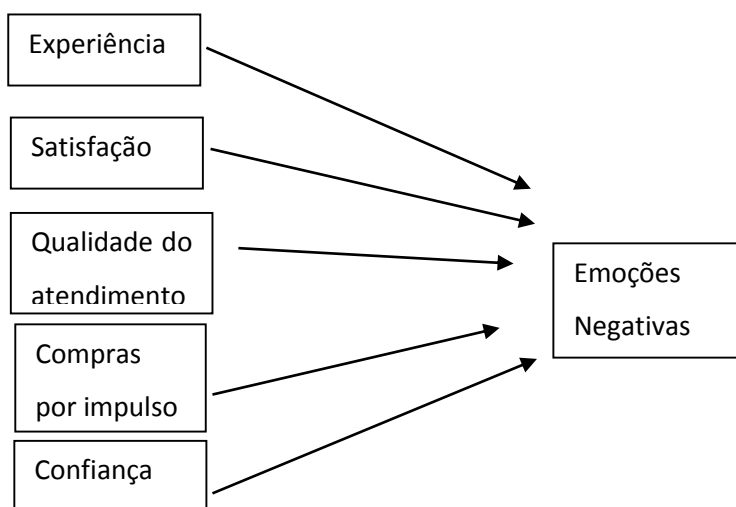 Experiência
Satisfação
Qualidade do
atendimento
Compras
por impulso
Confiança
Emoções
Negativas